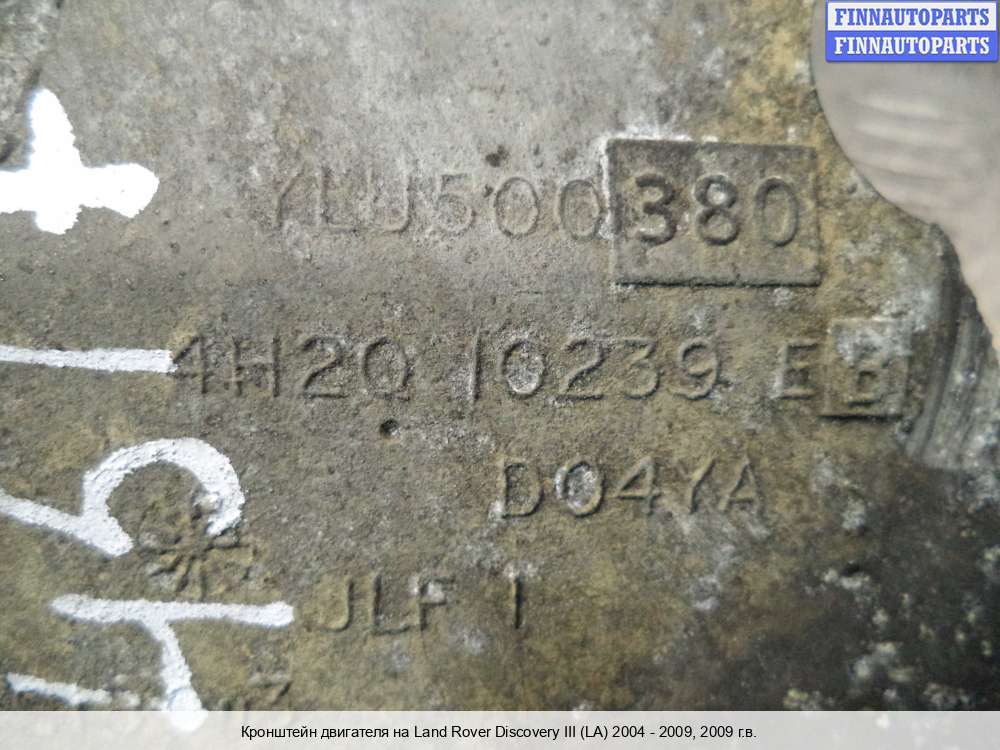 FINNAUTOPARTS
FINNAUTOPARTS
YLU500380
4H2Q 10239 EB
D04YA
JLF 1
Кронштейн двигателя на Land Rover Discovery III (LA) 2004 - 2009, 2009 г.в.